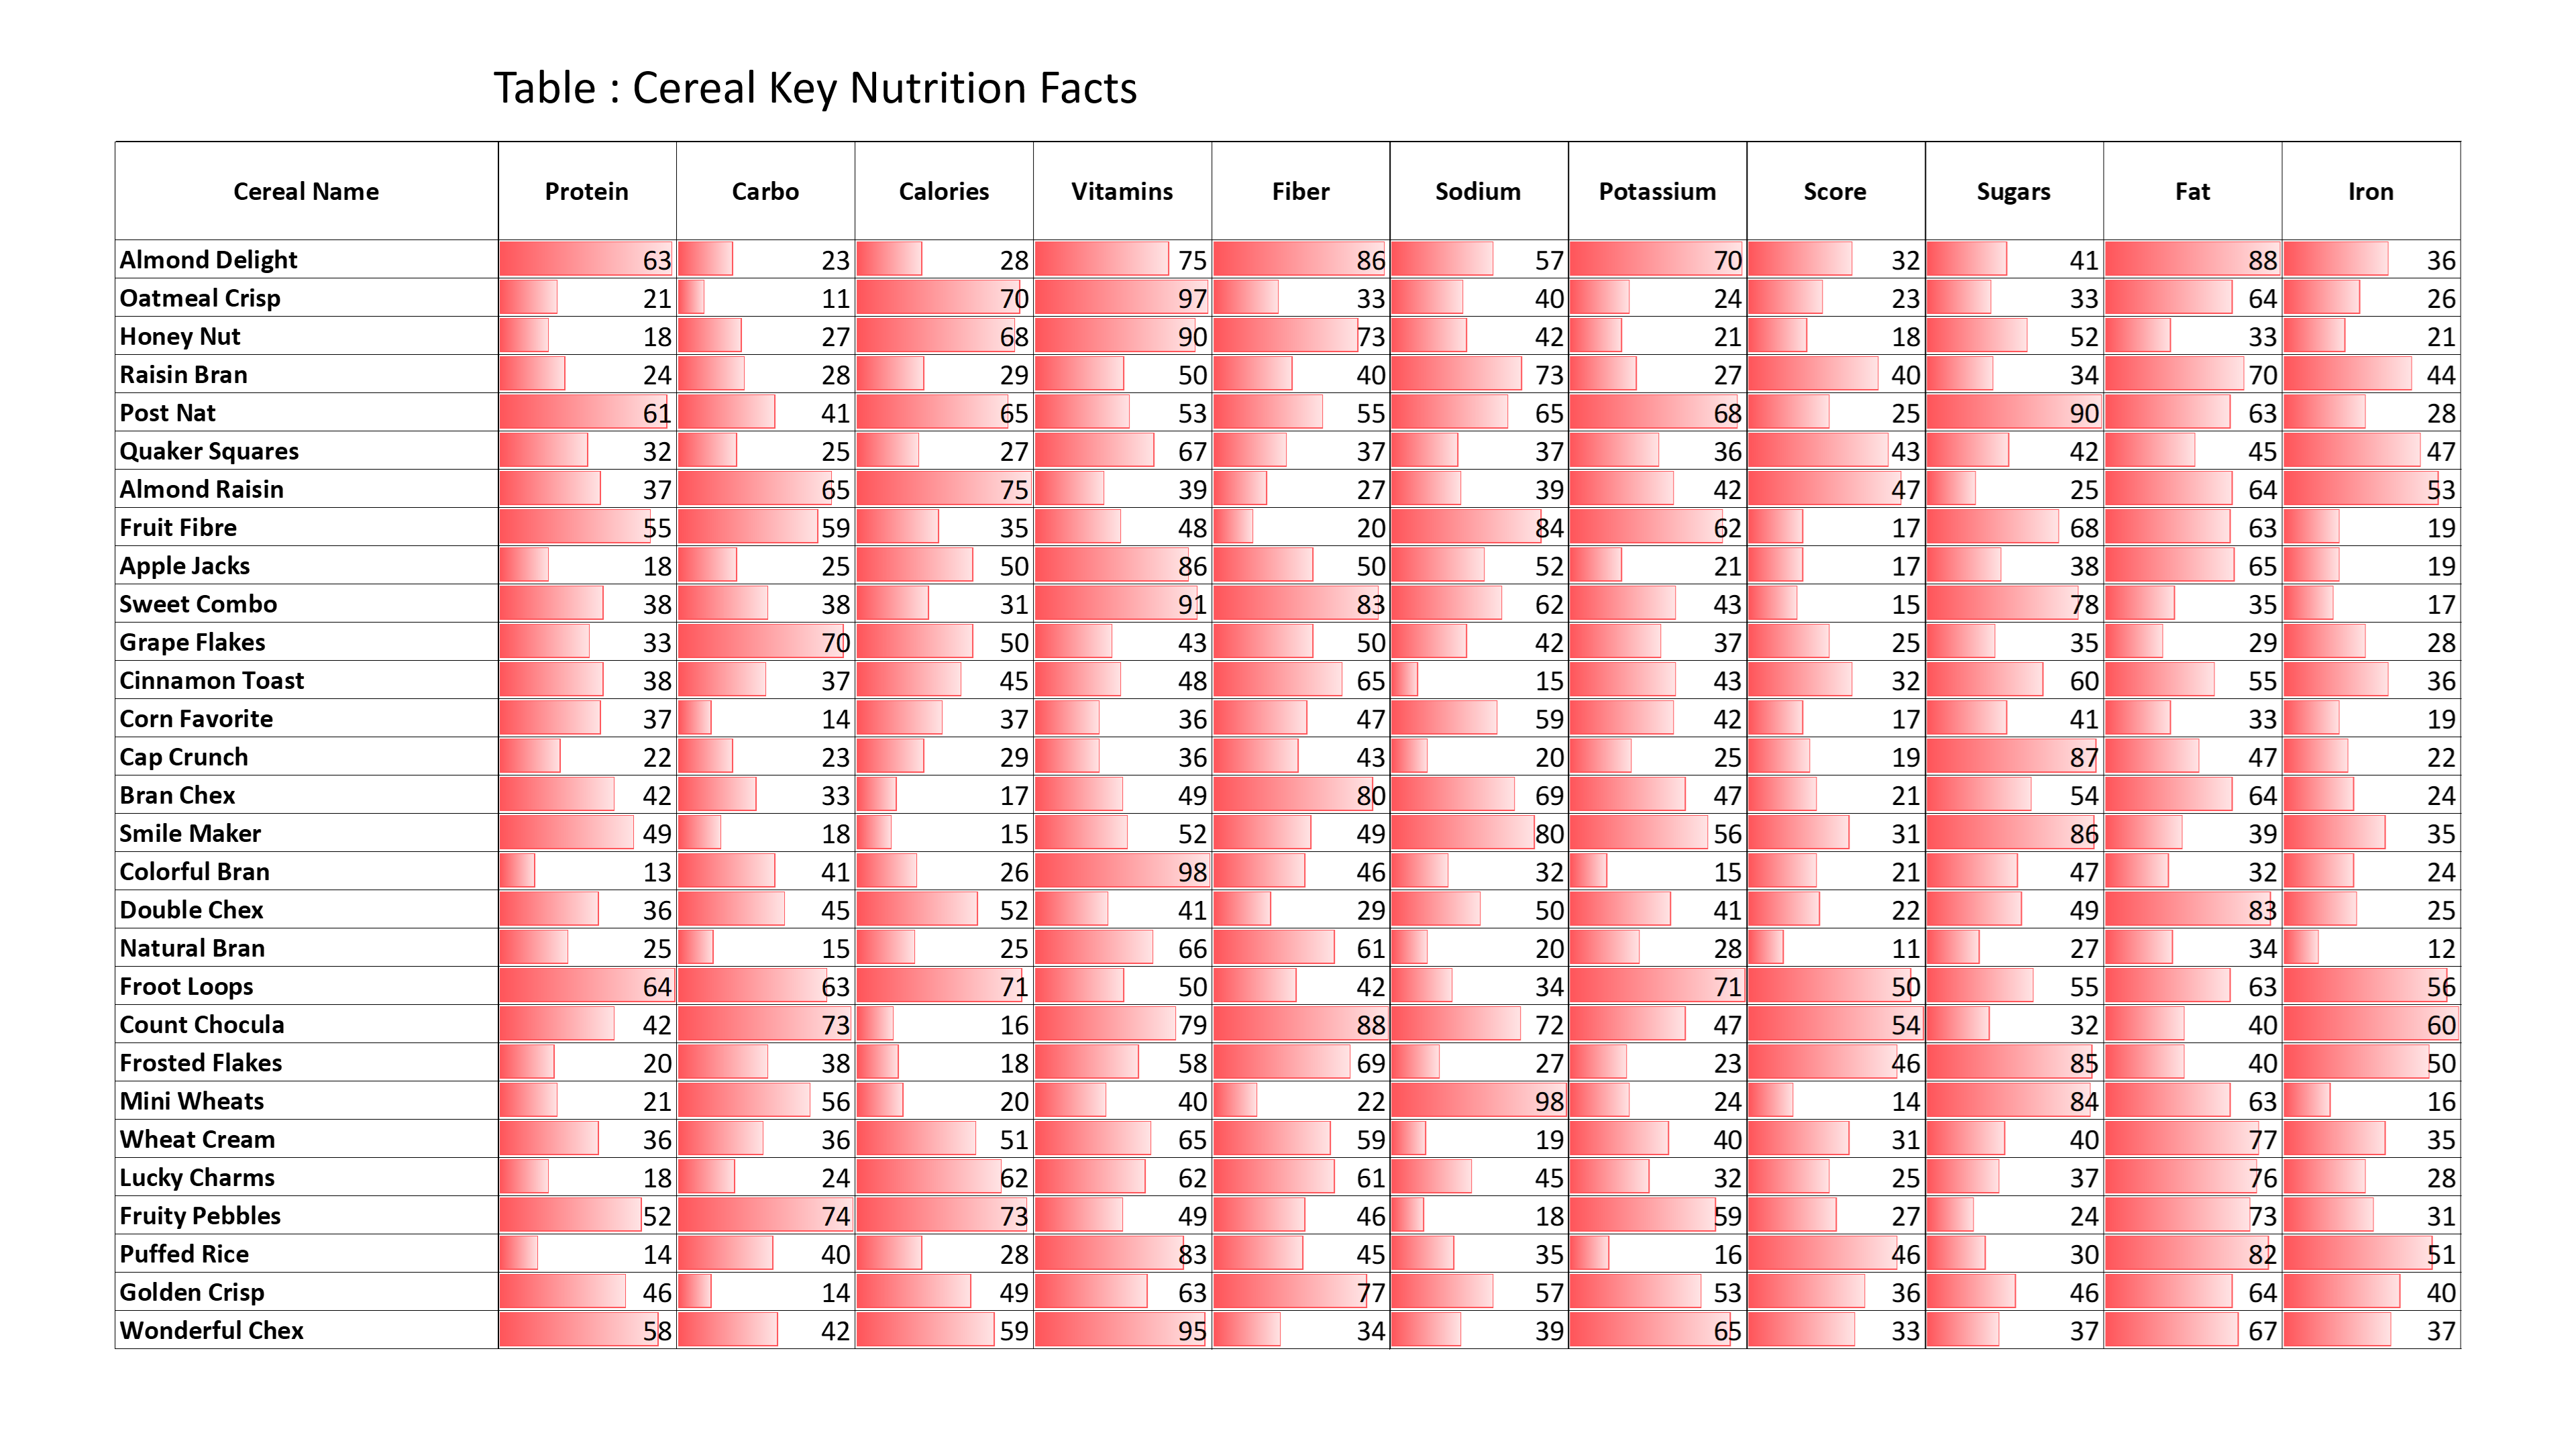 Table : Cereal Key Nutrition Facts
Cereal Name Protein Carbo Calories Vitamins Fiber Sodium Potassium Score Sugars Fat Iron
Almond Delight 63 23 28 75 86 57 70 32 41 88 36
Oatmeal Crisp 21 11 70 97 33 40 24 23 33 64 26
Honey Nut 18 27 68 90 73 42 21 18 52 33 21
Raisin Bran 24 28 29 50 40 73 27 40 34 70 44
Post Nat 61 41 65 53 55 65 68 25 90 63 28
Quaker Squares 32 25 27 67 37 37 36 43 42 45 47
Almond Raisin 37 65 75 39 27 39 42 47 25 64 53
Fruit Fibre 55 59 35 48 20 84 62 17 68 63 19
Apple Jacks 18 25 50 86 50 52 21 17 38 65 19
Sweet Combo 38 38 31 91 83 62 43 15 78 35 17
Grape Flakes 33 70 50 43 50 42 37 25 35 29 28
Cinnamon Toast 38 37 45 48 65 15 43 32 60 55 36
Corn Favorite 37 14 37 36 47 59 42 17 41 33 19
Cap Crunch 22 23 29 36 43 20 25 19 87 47 22
Bran Chex 42 33 17 49 80 69 47 21 54 64 24
Smile Maker 49 18 15 52 49 80 56 31 86 39 35
Colorful Bran 13 41 26 98 46 32 15 21 47 32 24
Double Chex 36 45 52 41 29 50 41 22 49 83 25
Natural Bran 25 15 25 66 61 20 28 11 27 34 12
Froot Loops 64 63 71 50 42 34 71 50 55 63 56
Count Chocula 42 73 16 79 88 72 47 54 32 40 60
Frosted Flakes 20 38 18 58 69 27 23 46 85 40 50
Mini Wheats 21 56 20 40 22 98 24 14 84 63 16
Wheat Cream 36 36 51 65 59 19 40 31 40 77 35
Lucky Charms 18 24 62 62 61 45 32 25 37 76 28
Fruity Pebbles 52 74 73 49 46 18 59 27 24 73 31
Puffed Rice 14 40 28 83 45 35 16 46 30 82 51
Golden Crisp 46 14 49 63 77 57 53 36 46 64 40
Wonderful Chex 58 42 59 95 34 39 65 33 37 67 37